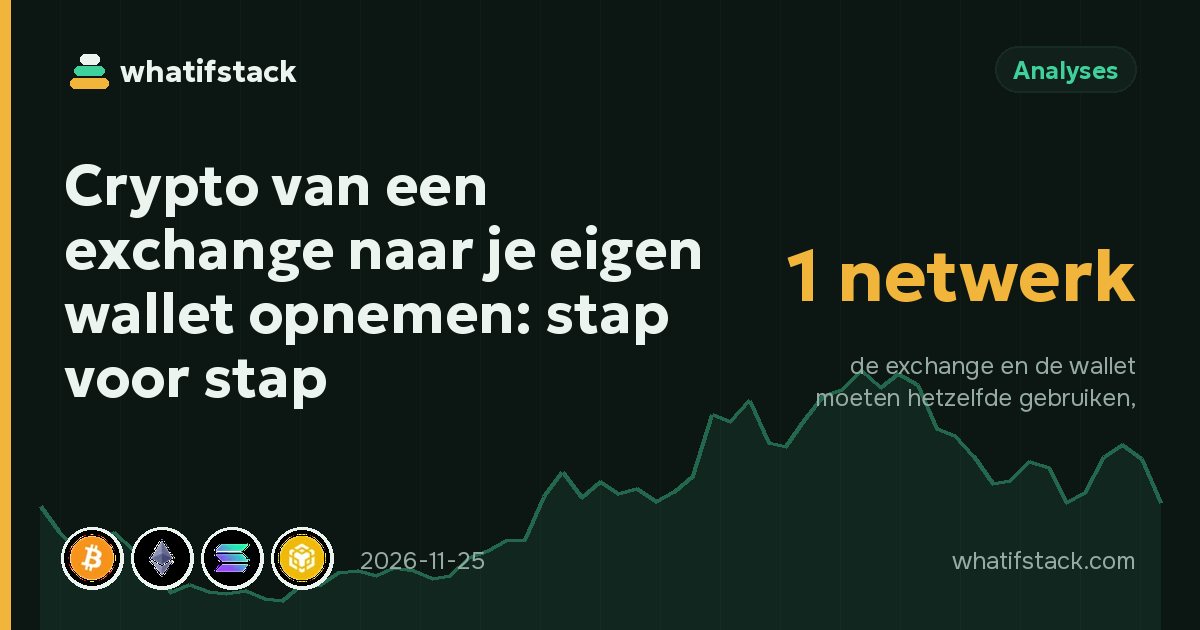 whatifstack
Analyses
Crypto van een
exchange naar je eigen
wallet opnemen: stap
voor stap
1 netwerk
de exchange en de wallet
moeten hetzelfde gebruiken,
2026-11-25
whatifstack.com